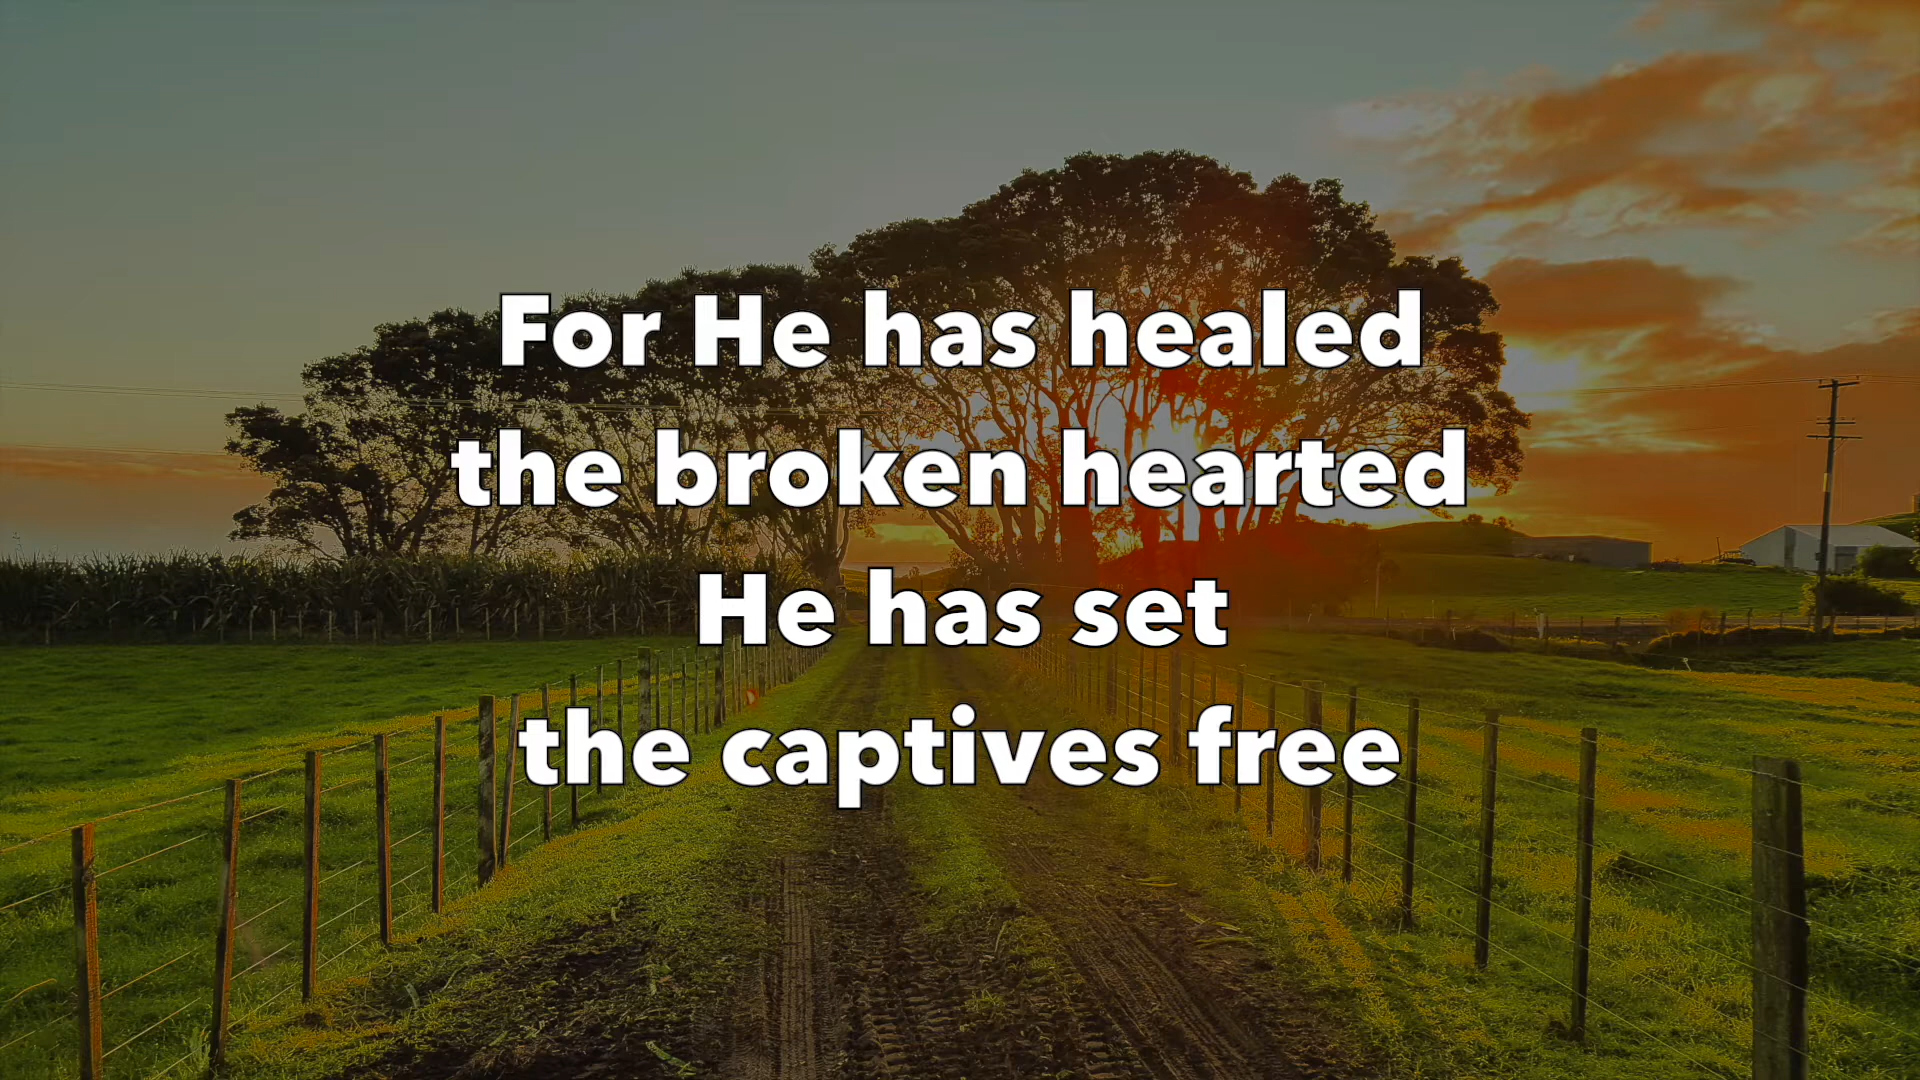 For He has healed
the broken hearted
He has set
the captives free